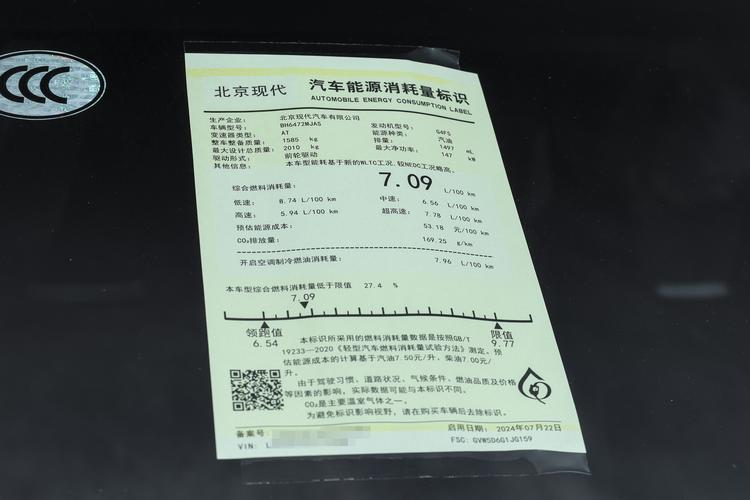 CCC
北京现代 汽车能源消耗量标识
AUTOMOBILE ENERGY CONSUMPTION LABEL
生产企业: 北京现代汽车有限公司
车辆型号: BH6472MJAS 发动机型号: G4FS
变速器类型: AT 能源种类: 汽油
整车整备质量: 1585 kg 排量: 1497 mL
最大设计总质量: 2010 kg 最大净功率: 147 kW
驱动形式: 前轮驱动
其他信息: 本车型能耗基于新的WLTC工况,较NEDC工况略高。
综合燃料消耗量: 7.09 L/100 km
低速: 8.74 L/100 km 中速: 6.56 L/100 km
高速: 5.94 L/100 km 超高速: 7.78 L/100 km
预估能源成本: 53.18 元/100 km
CO₂排放量: 169.25 g/km
开启空调制冷燃油消耗量: 7.96 L/100 km
本车型综合燃料消耗量低于限值 27.4 %
7.09
领跑值 限值
6.54 9.77
本标识所采用的燃料消耗量数据是按照GB/T
19233—2020《轻型汽车燃料消耗量试验方法》测定。预
估能源成本的计算基于汽油7.50元/升、柴油7.00元/
升。
由于驾驶习惯、道路状况、气候条件、燃油品质及价格
等因素的影响,实际数据可能与本标识不同。
CO₂是主要温室气体之一。
为避免标识影响视野,请在购买车辆后去除标识。
备案号: 启用日期: 2024年07月22日
VIN: L FSC: GVW5D6G1JG159